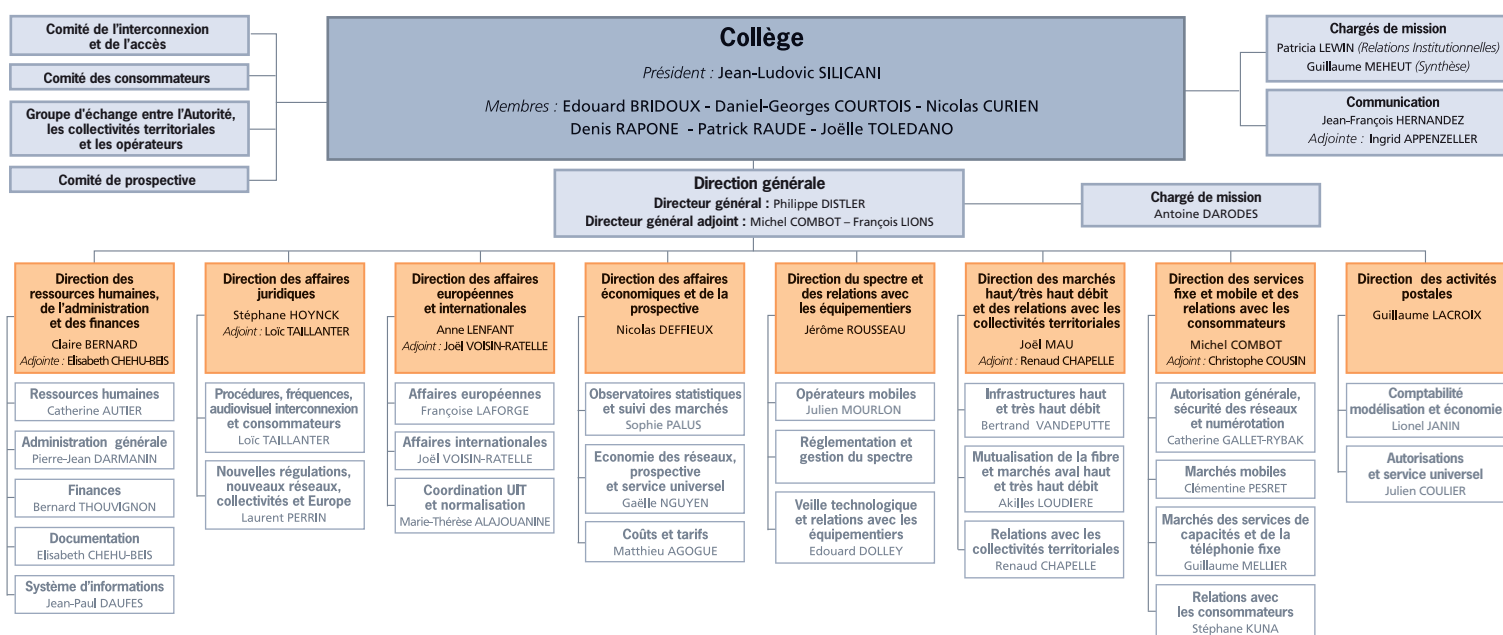 Comité de l'interconnexion
et de l'accès
Comité des consommateurs
Groupe d'échange entre l'Autorité,
les collectivités territoriales
et les opérateurs
Comité de prospective
Collège
Président : Jean-Ludovic SILICANI
Membres : Edouard BRIDOUX - Daniel-Georges COURTOIS - Nicolas CURIEN
Denis RAPONE - Patrick RAUDE - Joëlle TOLEDANO
Chargés de mission
Patricia LEWIN (Relations Institutionnelles)
Guillaume MEHEUT (Synthèse)
Communication
Jean-François HERNANDEZ
Adjointe : Ingrid APPENZELLER
Direction générale
Directeur général : Philippe DISTLER
Directeur général adjoint : Michel COMBOT – François LIONS
Chargé de mission
Antoine DARODES
Direction des
ressources humaines,
de l'administration
et des finances
Claire BERNARD
Adjointe : Elisabeth CHEHU-BEIS
Ressources humaines
Catherine AUTIER
Administration générale
Pierre-Jean DARMANIN
Finances
Bernard THOUVIGNON
Documentation
Elisabeth CHEHU-BEIS
Système d'informations
Jean-Paul DAUFES
Direction des affaires
juridiques
Stéphane HOYNCK
Adjoint : Loïc TAILLANTER
Procédures, fréquences,
audiovisuel interconnexion
et consommateurs
Loïc TAILLANTER
Nouvelles régulations,
nouveaux réseaux,
collectivités et Europe
Laurent PERRIN
Direction des affaires
européennes
et internationales
Anne LENFANT
Adjoint : Joël VOISIN-RATELLE
Affaires européennes
Françoise LAFORGE
Affaires internationales
Joël VOISIN-RATELLE
Coordination UIT
et normalisation
Marie-Thérèse ALAJOUANINE
Direction des affaires
économiques et de la
prospective
Nicolas DEFFIEUX
Observatoires statistiques
et suivi des marchés
Sophie PALUS
Economie des réseaux,
prospective
et service universel
Gaëlle NGUYEN
Coûts et tarifs
Matthieu AGOGUE
Direction du spectre et
des relations avec
les équipementiers
Jérôme ROUSSEAU
Opérateurs mobiles
Julien MOURLON
Réglementation et
gestion du spectre
Veille technologique
et relations avec les
équipementiers
Edouard DOLLEY
Direction des marchés
haut/très haut débit
et des relations avec les
collectivités territoriales
Joël MAU
Adjoint : Renaud CHAPELLE
Infrastructures haut
et très haut débit
Bertrand VANDEPUTTE
Mutualisation de la fibre
et marchés aval haut
et très haut débit
Akilles LOUDIERE
Relations avec les
collectivités territoriales
Renaud CHAPELLE
Direction des services
fixe et mobile et des
relations avec les
consommateurs
Michel COMBOT
Adjoint : Christophe COUSIN
Autorisation générale,
sécurité des réseaux
et numérotation
Catherine GALLET-RYBAK
Marchés mobiles
Clémentine PESRET
Marchés des services de
capacités et de la
téléphonie fixe
Guillaume MELLIER
Relations avec
les consommateurs
Stéphane KUNA
Direction des activités
postales
Guillaume LACROIX
Comptabilité
modélisation et économie
Lionel JANIN
Autorisations
et service universel
Julien COULIER